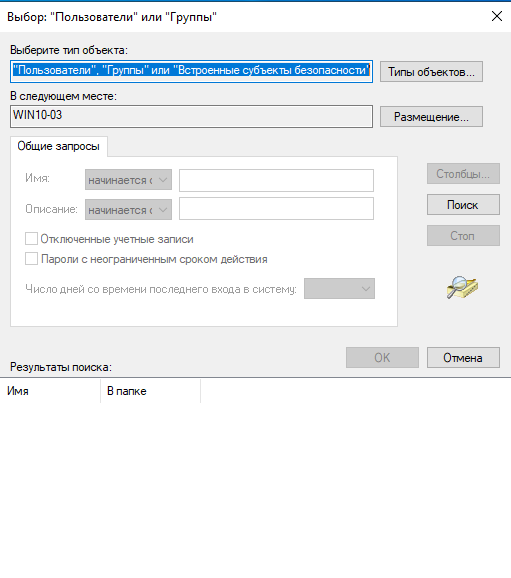 Выбор: "Пользователи" или "Группы"
Выберите тип объекта:
"Пользователи", "Группы" или "Встроенные субъекты безопасности"
Типы объектов...
В следующем месте:
WIN10-03
Размещение...
Общие запросы
Имя:
начинается с
Столбцы...
Описание:
начинается с
Поиск
Отключенные учетные записи
Стоп
Пароли с неограниченным сроком действия
Число дней со времени последнего входа в систему:
OK
Отмена
Результаты поиска:
Имя
В папке